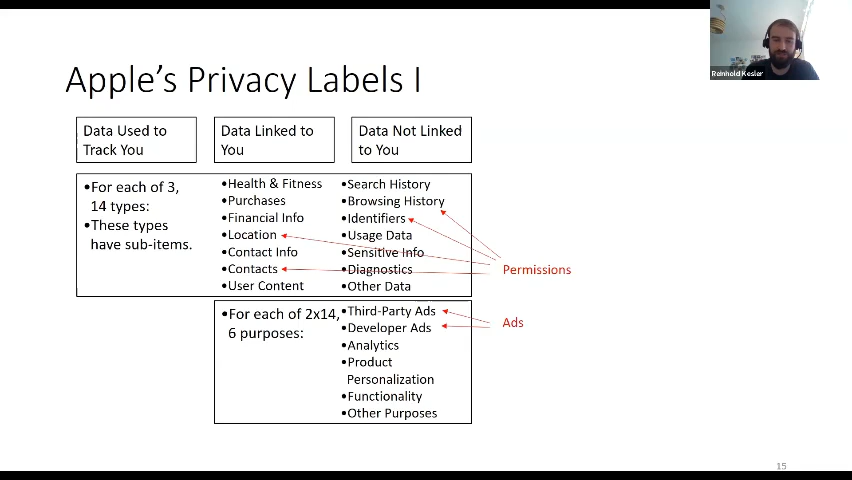 Reinhold Kesler
Apple's Privacy Labels I
Data Used to
Track You
Data Linked to
You
Data Not Linked
to You
•For each of 3,
14 types:
•These types
have sub-items.
•Health & Fitness
•Purchases
•Financial Info
•Location
•Contact Info
•Contacts
•User Content
•Search History
•Browsing History
•Identifiers
•Usage Data
•Sensitive Info
•Diagnostics
•Other Data
Permissions
•For each of 2x14,
6 purposes:
•Third-Party Ads
•Developer Ads
•Analytics
•Product
Personalization
•Functionality
•Other Purposes
Ads
15